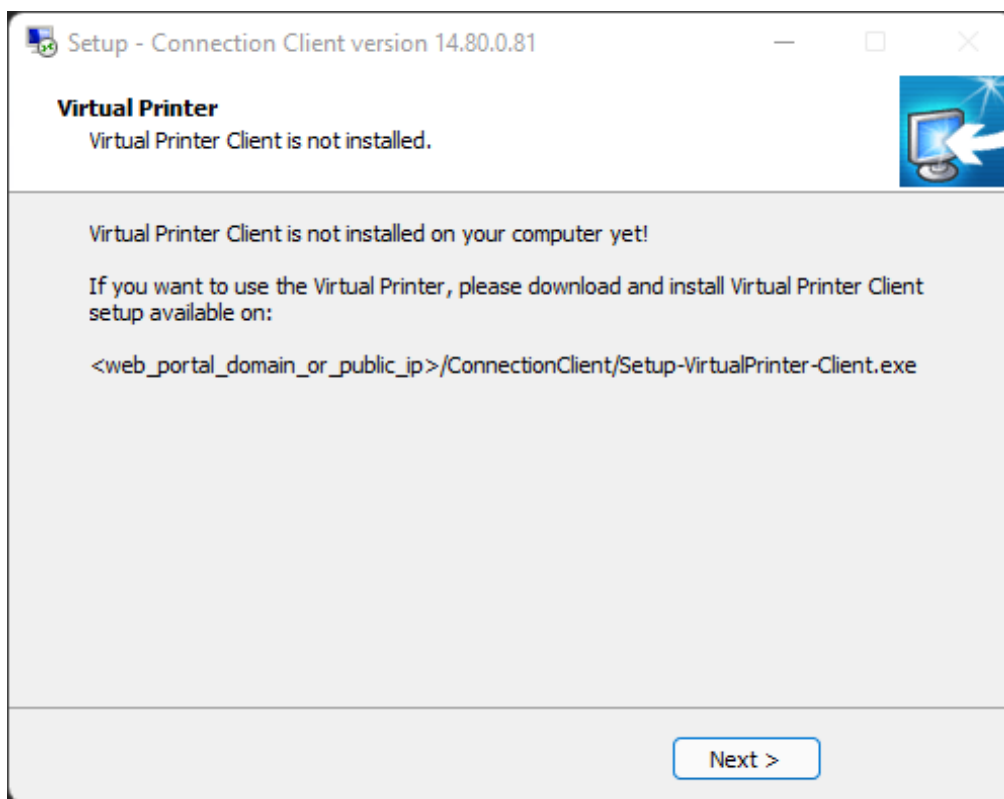 Setup - Connection Client version 14.80.0.81
Virtual Printer
Virtual Printer Client is not installed.
Virtual Printer Client is not installed on your computer yet!
If you want to use the Virtual Printer, please download and install Virtual Printer Client
setup available on:
<web_portal_domain_or_public_ip>/ConnectionClient/Setup-VirtualPrinter-Client.exe
Next >